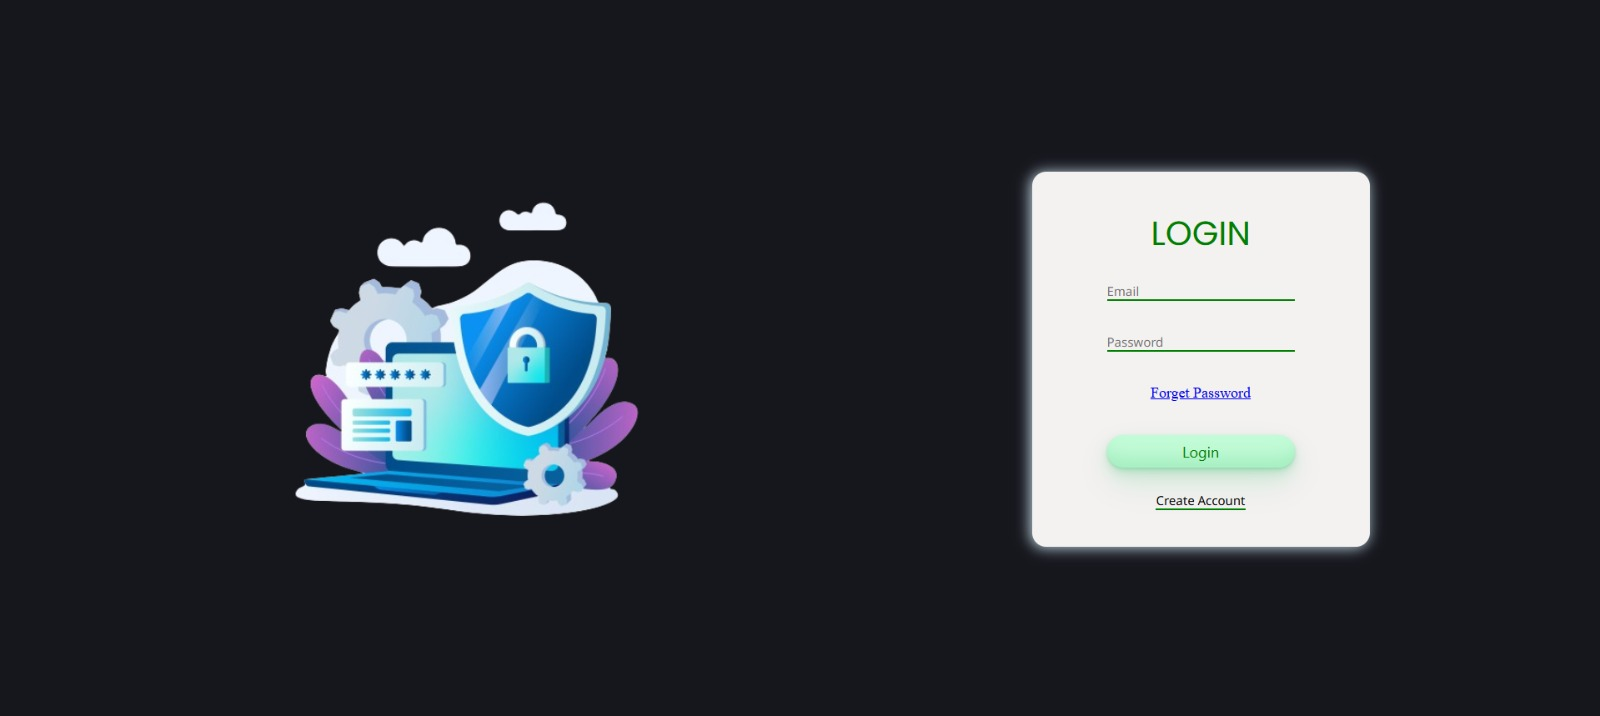 *****
LOGIN
Email
Password
Forget Password
Login
Create Account